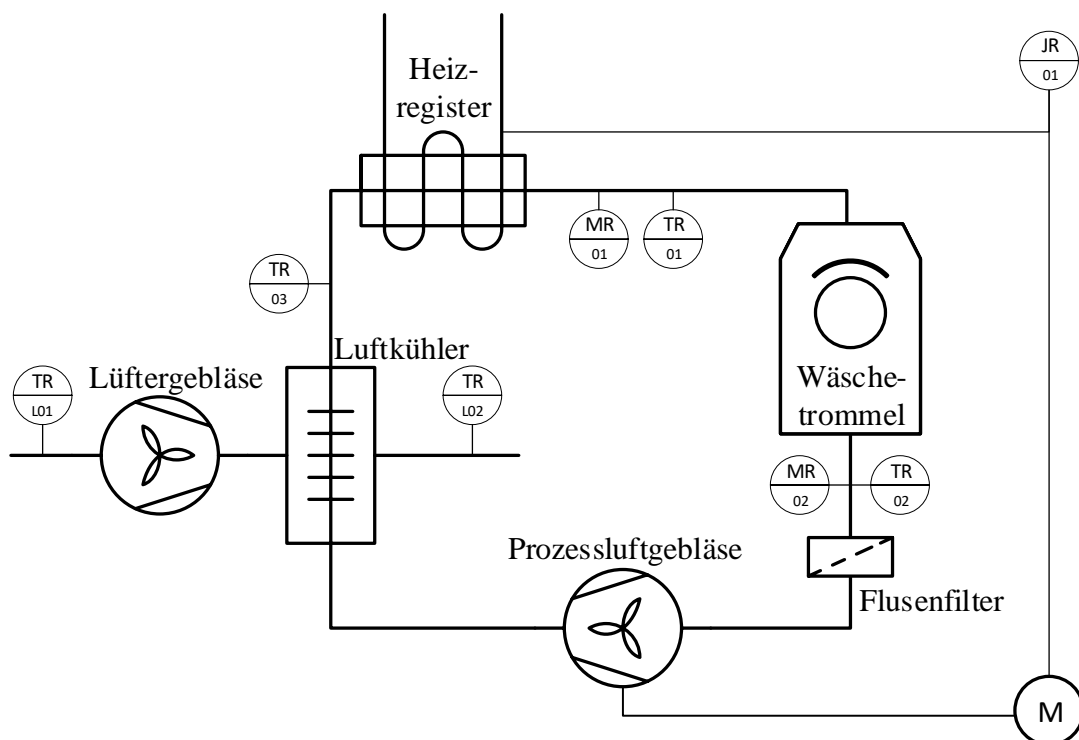 JR
01
Heiz-
register
MR
01
TR
01
TR
03
Luftkühler
Lüftergebläse
TR
L01
TR
L02
Wäsche-
trommel
MR
02
TR
02
Prozessluftgebläse
Flusenfilter
M